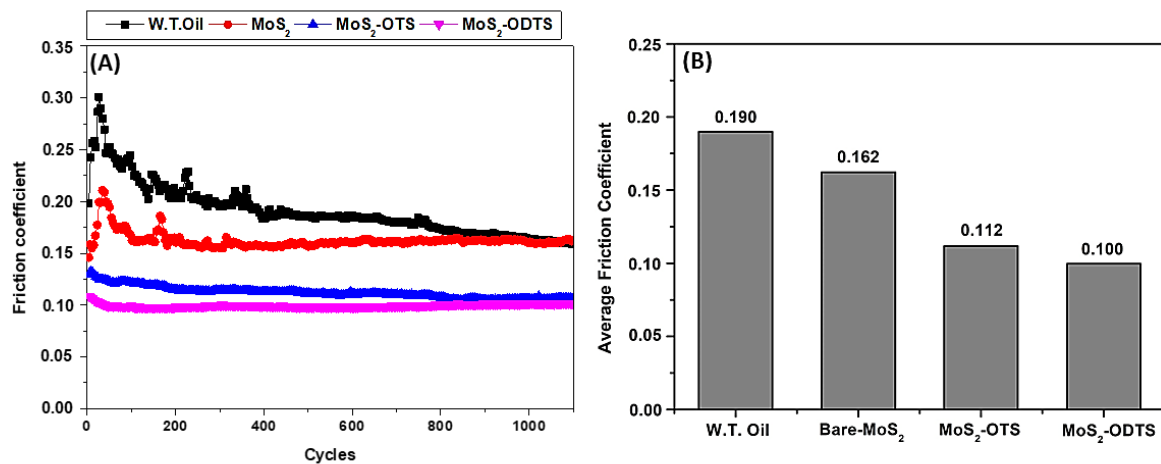 W.T.Oil MoS₂ MoS₂-OTS MoS₂-ODTS
(A)
0.35
0.30
0.25
0.20
0.15
0.10
0.05
0.00
Friction coefficient
0 200 400 600 800 1000
Cycles
(B)
0.25
0.20
0.15
0.10
0.05
0.00
Average Friction Coefficient
0.190
0.162
0.112
0.100
W.T. Oil Bare-MoS₂ MoS₂-OTS MoS₂-ODTS